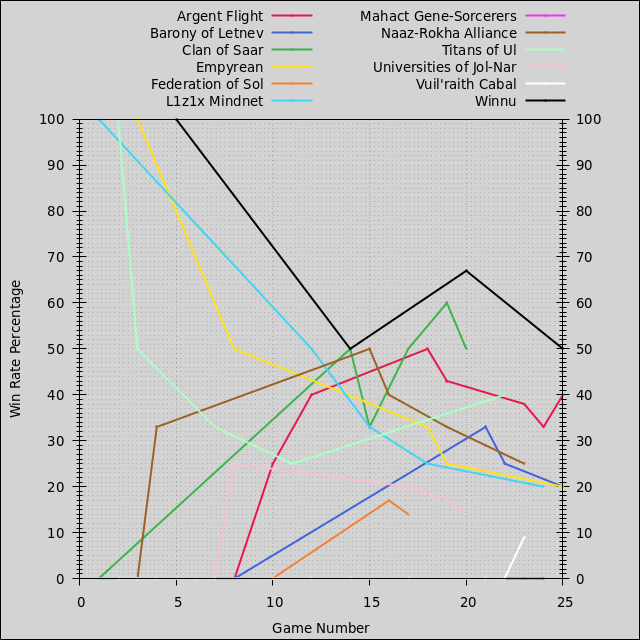 Argent Flight Mahact Gene-Sorcerers
Barony of Letnev Naaz-Rokha Alliance
Clan of Saar Titans of Ul
Empyrean Universities of Jol-Nar
Federation of Sol Vuil'raith Cabal
L1z1x Mindnet Winnu
100 100
90 90
80 80
70 70
60 60
50 50
40 40
30 30
20 20
10 10
0 0
0 5 10 15 20 25
Win Rate Percentage
Game Number